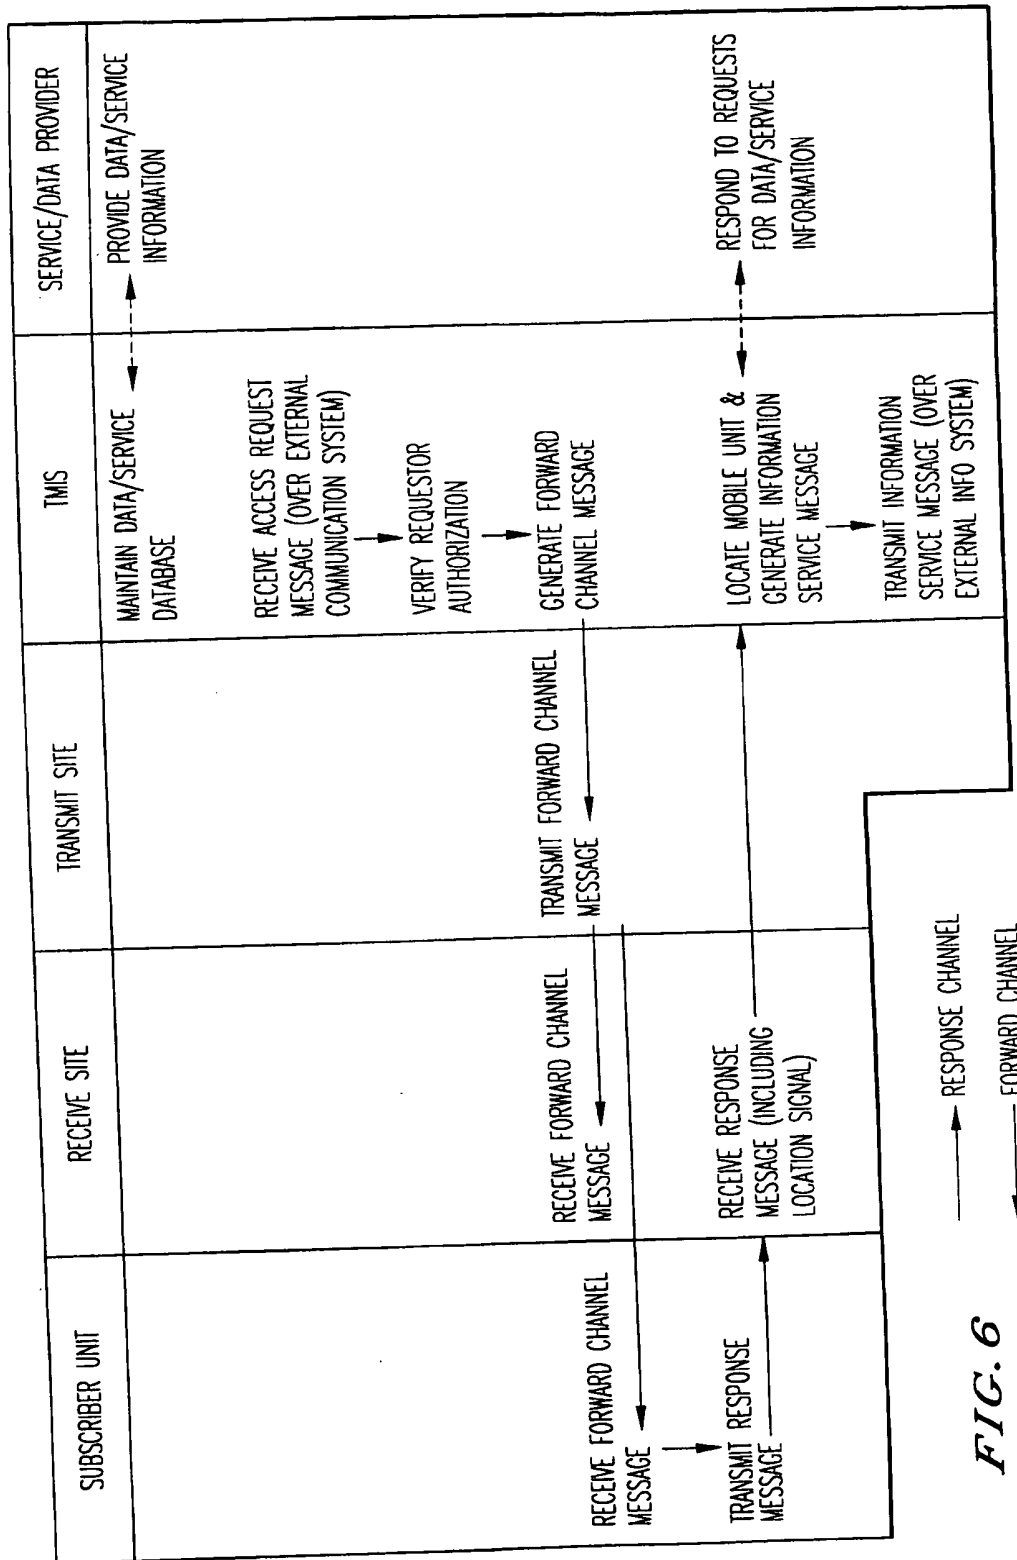 SUBSCRIBER UNIT
RECEIVE SITE
TRANSMIT SITE
TMIS
SERVICE/DATA PROVIDER
MAINTAIN DATA/SERVICE
DATABASE
PROVIDE DATA/SERVICE
INFORMATION
RECEIVE ACCESS REQUEST
MESSAGE (OVER EXTERNAL
COMMUNICATION SYSTEM)
VERIFY REQUESTOR
AUTHORIZATION
GENERATE FORWARD
CHANNEL MESSAGE
TRANSMIT FORWARD CHANNEL
MESSAGE
RECEIVE FORWARD CHANNEL
MESSAGE
RECEIVE FORWARD CHANNEL
MESSAGE
TRANSMIT RESPONSE
MESSAGE
RECEIVE RESPONSE
MESSAGE (INCLUDING
LOCATION SIGNAL)
LOCATE MOBILE UNIT &
GENERATE INFORMATION
SERVICE MESSAGE
RESPOND TO REQUESTS
FOR DATA/SERVICE
INFORMATION
TRANSMIT INFORMATION
SERVICE MESSAGE (OVER
EXTERNAL INFO SYSTEM)
RESPONSE CHANNEL
FORWARD CHANNEL
FIG. 6